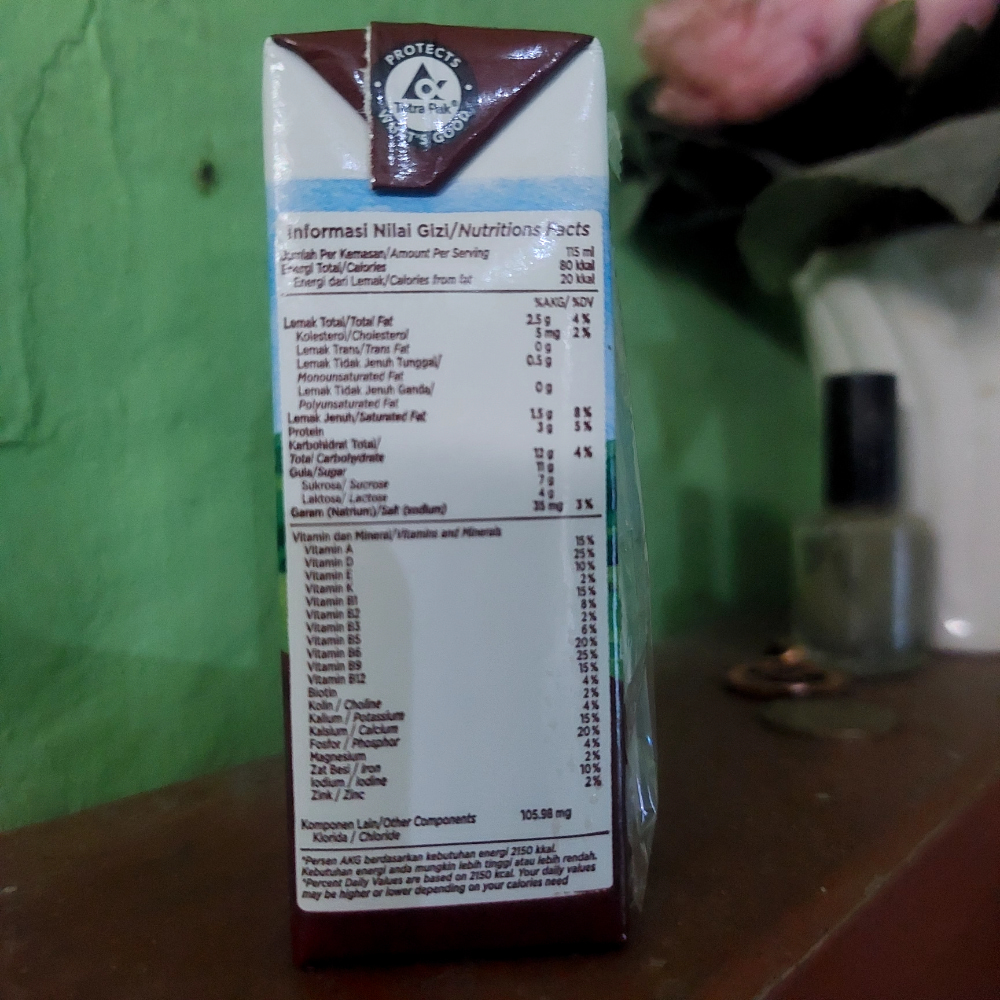 PROTECTS
Tetra Pak®
WHAT'S GOOD
Informasi Nilai Gizi/Nutritions Facts
Jumlah Per Kemasan/Amount Per Serving 115 ml
Energi Total/Calories 80 kkal
Energi dari Lemak/Calories from fat 20 kkal
%AKG/ %DV
Lemak Total/Total Fat 2.5 g 4%
Kolesterol/Cholesterol 5 mg 2%
Lemak Trans/Trans Fat 0 g
Lemak Tidak Jenuh Tunggal/ 0.5 g
Monounsaturated Fat
Lemak Tidak Jenuh Ganda/ 0 g
Polyunsaturated Fat
Lemak Jenuh/Saturated Fat 1.5 g 8%
Protein 3 g 5%
Karbohidrat Total/
Total Carbohydrate 12 g 4%
Gula/Sugar 11 g
Sukrosa/ Sucrose 7 g
Laktosa/ Lactose 4 g
Garam (Natrium)/Salt (sodium) 35 mg 3%
Vitamin dan Mineral/Vitamins and Minerals
Vitamin A 15%
Vitamin D 25%
Vitamin E 10%
Vitamin K 2%
Vitamin B1 15%
Vitamin B2 8%
Vitamin B3 2%
Vitamin B5 6%
Vitamin B6 20%
Vitamin B9 25%
Vitamin B12 15%
Biotin 4%
Kolin / Choline 2%
Kalium / Potassium 4%
Kalsium / Calcium 15%
Fosfor / Phosphor 20%
Magnesium 4%
Zat Besi / Iron 2%
Iodium / Iodine 10%
Zink / Zinc 2%
Komponen Lain/Other Components
Klorida / Chloride 105.98 mg
*Persen AKG berdasarkan kebutuhan energi 2150 kkal.
Kebutuhan energi anda mungkin lebih tinggi atau lebih rendah.
*Percent Daily Values are based on 2150 kcal. Your daily values
may be higher or lower depending on your calories need